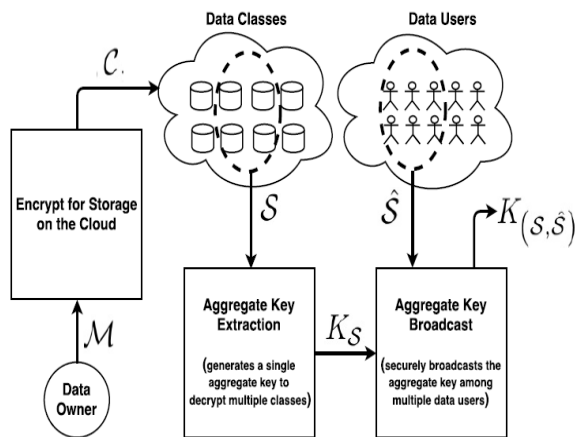 Data Classes
Data Users
C
Encrypt for Storage
on the Cloud
S
Ŝ
K(S,Ŝ)
M
Data
Owner
Aggregate Key
Extraction
(generates a single
aggregate key to
decrypt multiple classes)
K_S
Aggregate Key
Broadcast
(securely broadcasts the
aggregate key among
multiple data users)